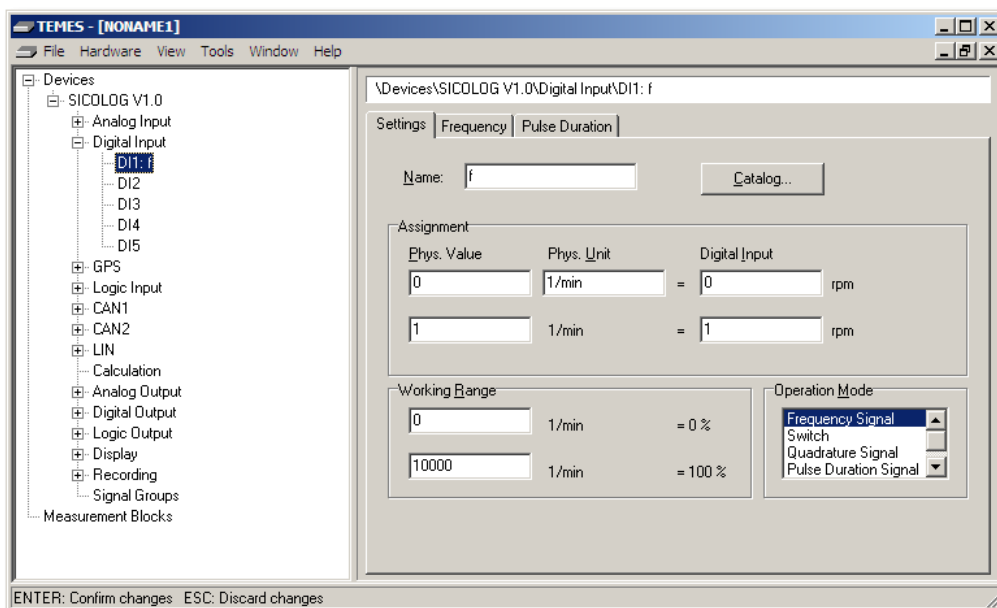 TEMES - [NONAME1]
File Hardware View Tools Window Help
Devices
SICOLOG V1.0
Analog Input
Digital Input
DI1: f
DI2
DI3
DI4
DI5
GPS
Logic Input
CAN1
CAN2
LIN
Calculation
Analog Output
Digital Output
Logic Output
Display
Recording
Signal Groups
Measurement Blocks
\Devices\SICOLOG V1.0\Digital Input\DI1: f
Settings Frequency Pulse Duration
Name: f Catalog...
Assignment
Phys. Value Phys. Unit Digital Input
0 1/min = 0 rpm
1 1/min = 1 rpm
Working Range
0 1/min = 0 %
10000 1/min = 100 %
Operation Mode
Frequency Signal
Switch
Quadrature Signal
Pulse Duration Signal
ENTER: Confirm changes ESC: Discard changes